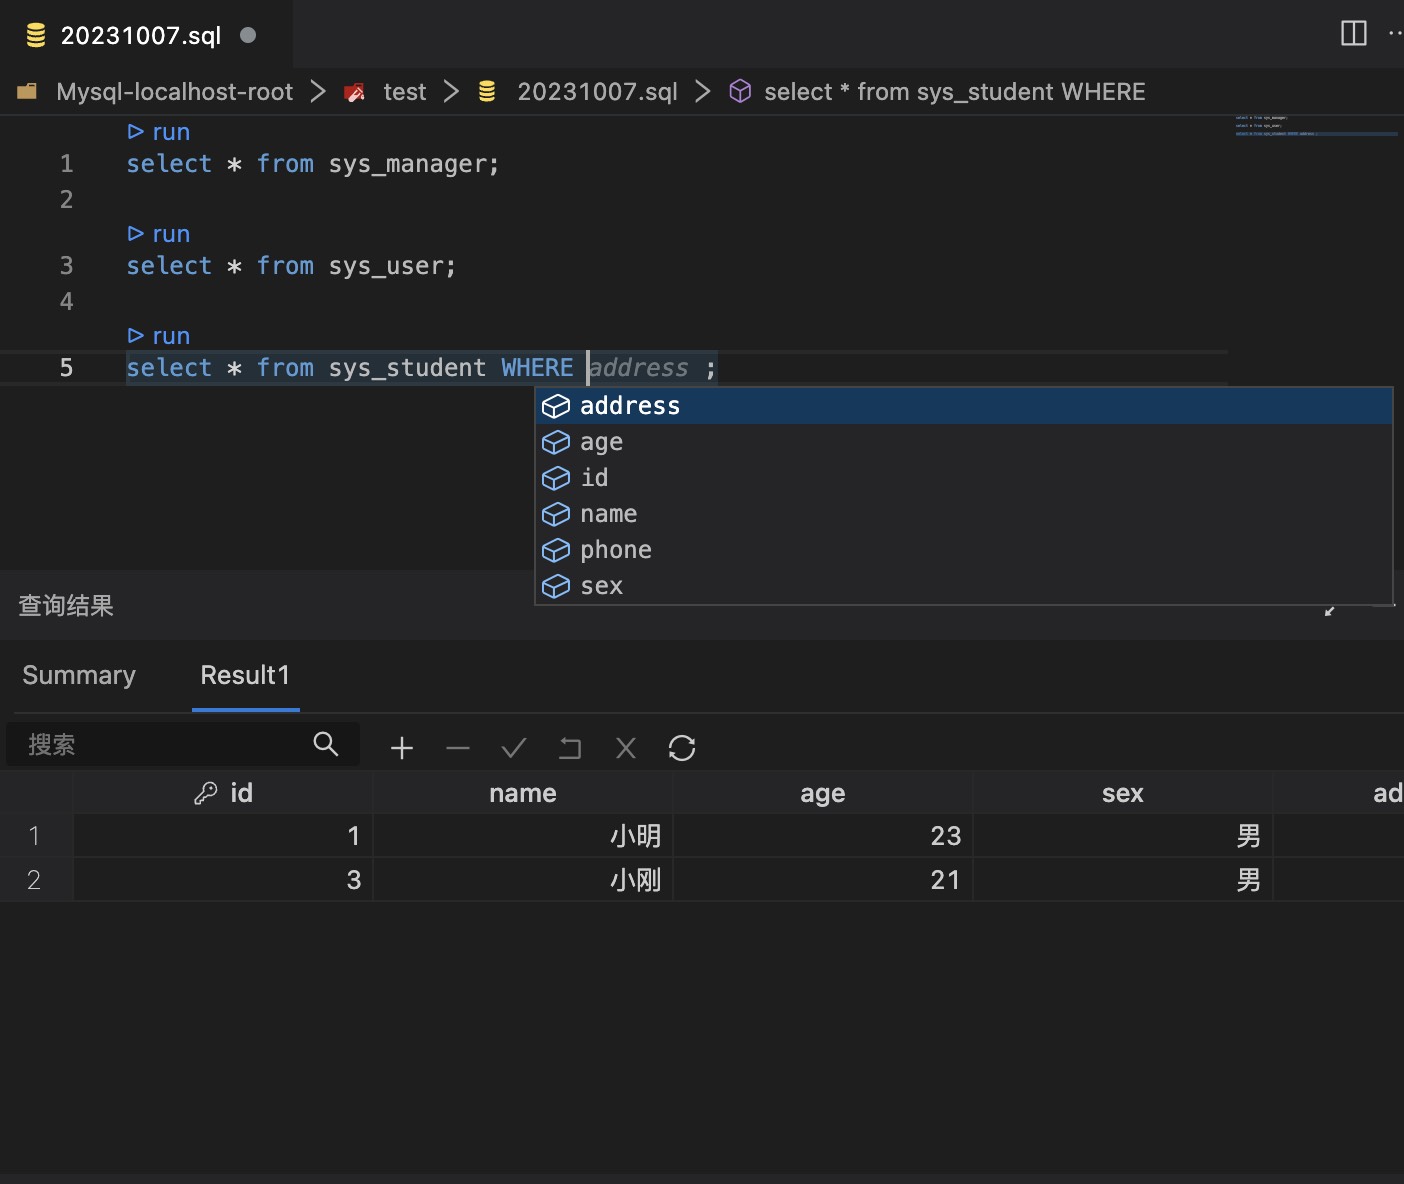 20231007.sql
Mysql-localhost-root > test > 20231007.sql > select * from sys_student WHERE
run
1 select * from sys_manager;
2
run
3 select * from sys_user;
4
run
5 select * from sys_student WHERE address ;
address
age
id
name
phone
sex
查询结果
Summary Result1
搜索
id name age sex ad
1 1 小明 23 男
2 3 小刚 21 男